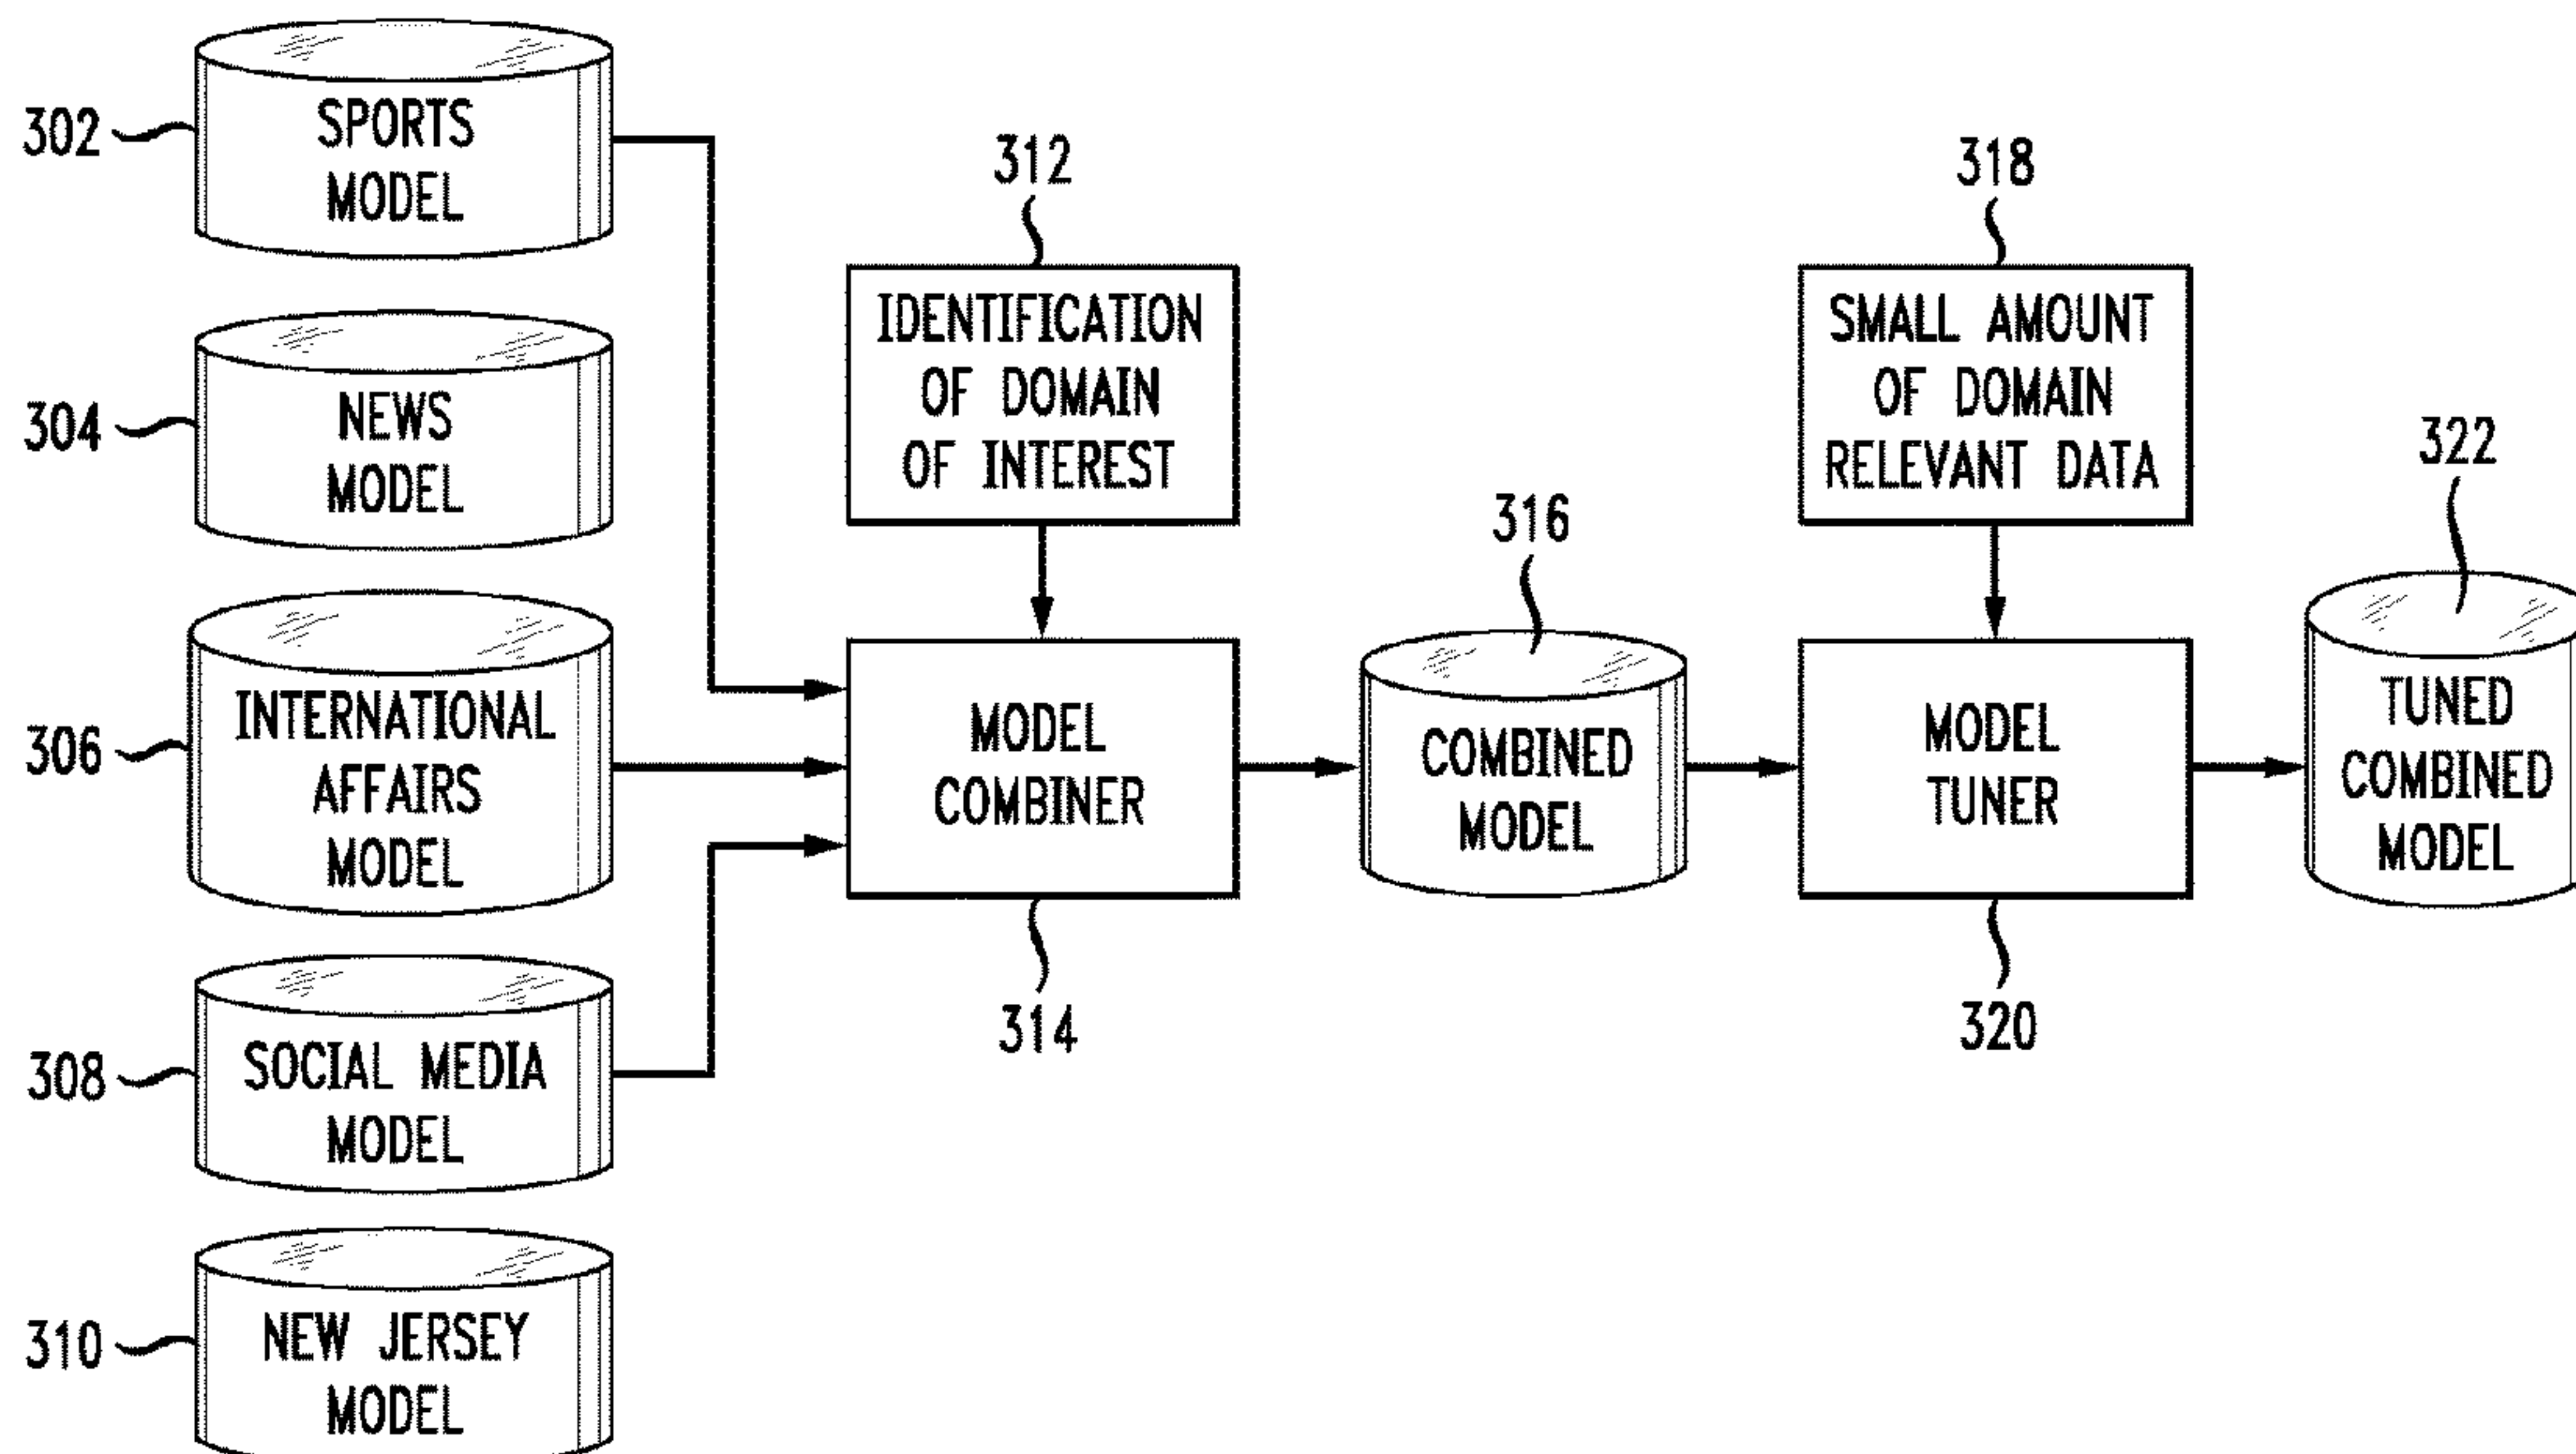 302
SPORTS
MODEL
304
NEWS
MODEL
306
INTERNATIONAL
AFFAIRS
MODEL
308
SOCIAL MEDIA
MODEL
310
NEW JERSEY
MODEL
312
IDENTIFICATION
OF DOMAIN
OF INTEREST
MODEL
COMBINER
314
316
COMBINED
MODEL
318
SMALL AMOUNT
OF DOMAIN
RELEVANT DATA
MODEL
TUNER
320
322
TUNED
COMBINED
MODEL